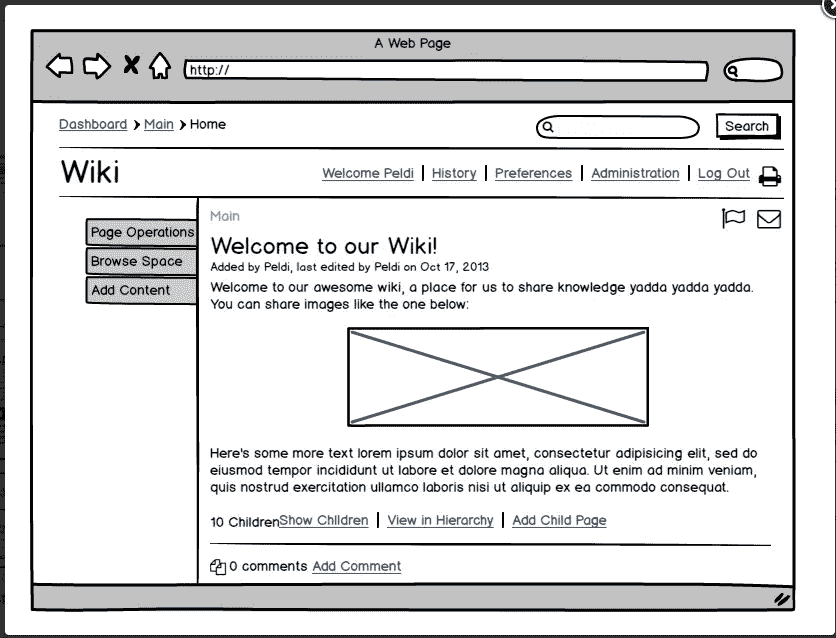 A Web Page
http://
Dashboard > Main > Home
Search
Wiki
Welcome Peldi | History | Preferences | Administration | Log Out
Page Operations
Browse Space
Add Content
Main
Welcome to our Wiki!
Added by Peldi, last edited by Peldi on Oct 17, 2013
Welcome to our awesome wiki, a place for us to share knowledge yadda yadda yadda.
You can share images like the one below:
Here's some more text lorem ipsum dolor sit amet, consectetur adipisicing elit, sed do
eiusmod tempor incididunt ut labore et dolore magna aliqua. Ut enim ad minim veniam,
quis nostrud exercitation ullamco laboris nisi ut aliquip ex ea commodo consequat.
10 Children Show Children | View in Hierarchy | Add Child Page
0 comments Add Comment